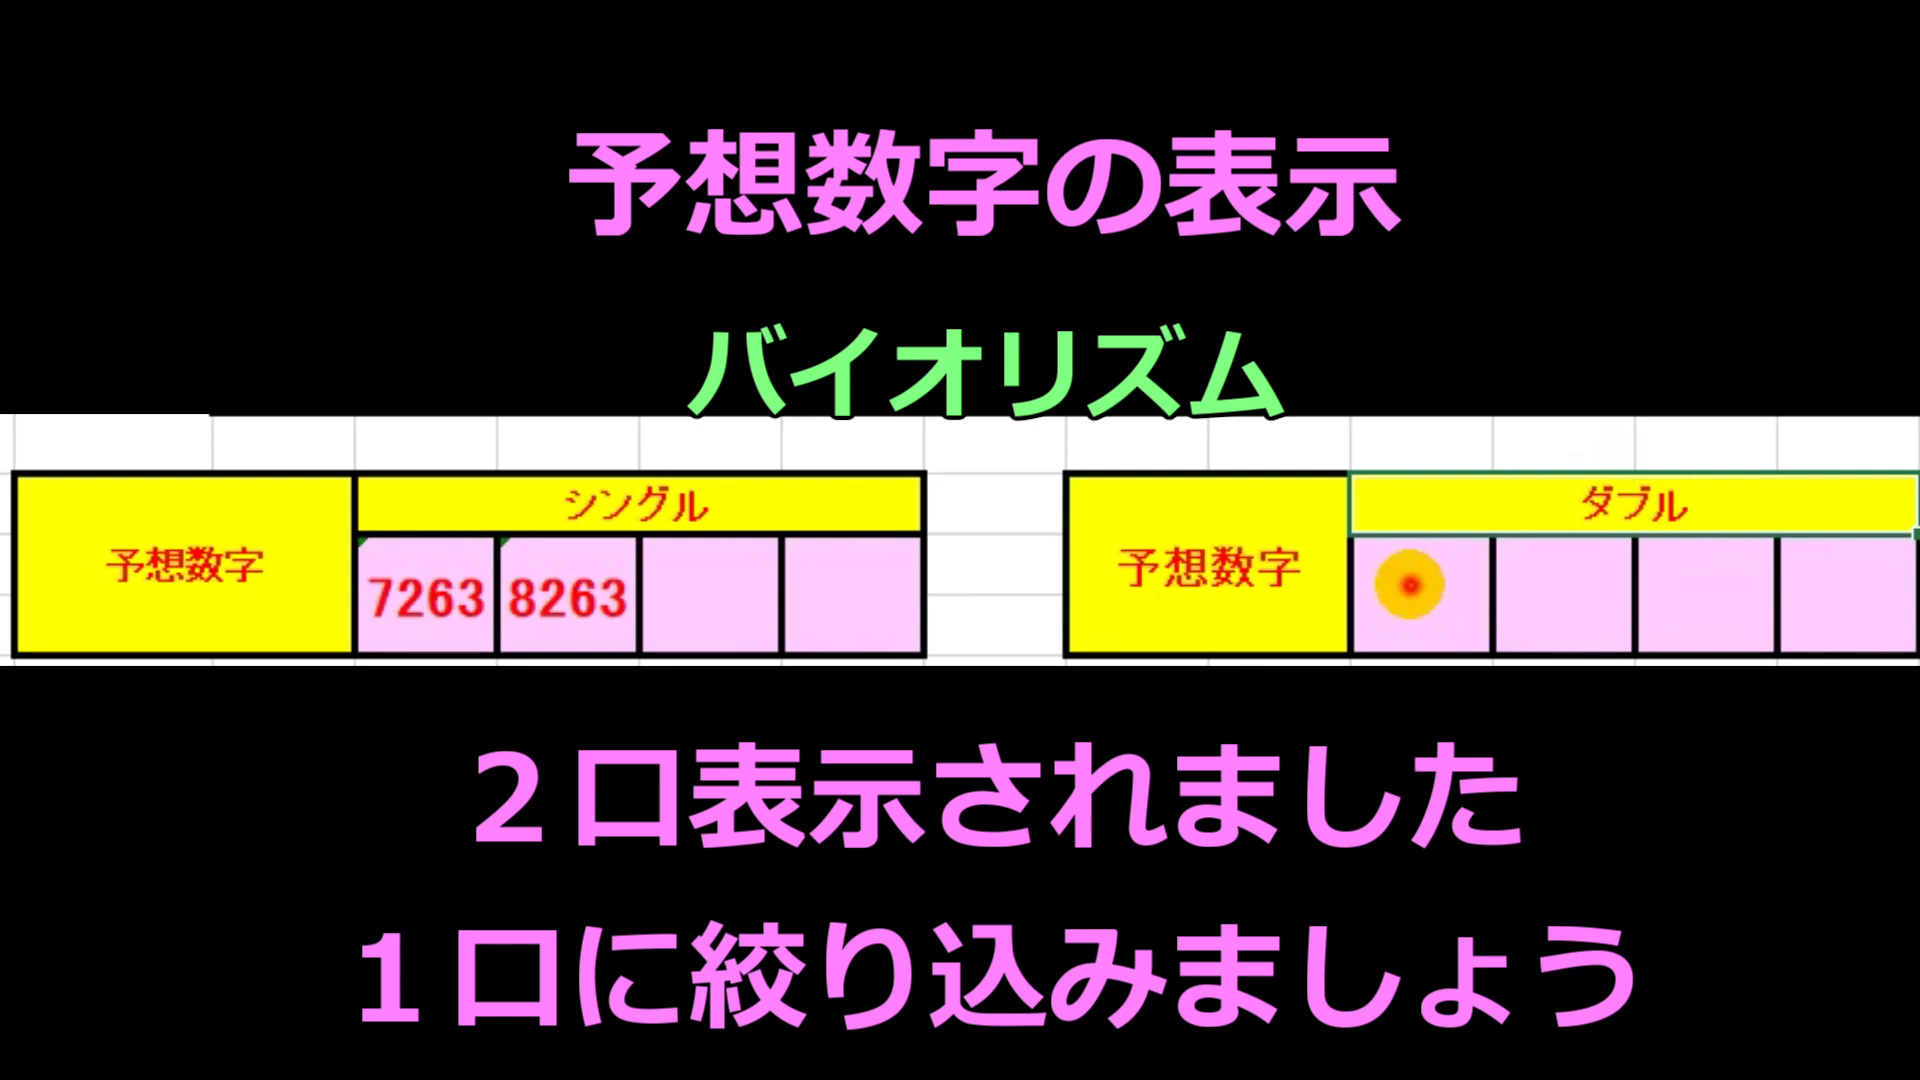 予想数字の表示
バイオリズム
予想数字 シングル 7263 8263
予想数字 ダブル
２口表示されました
１口に絞り込みましょう